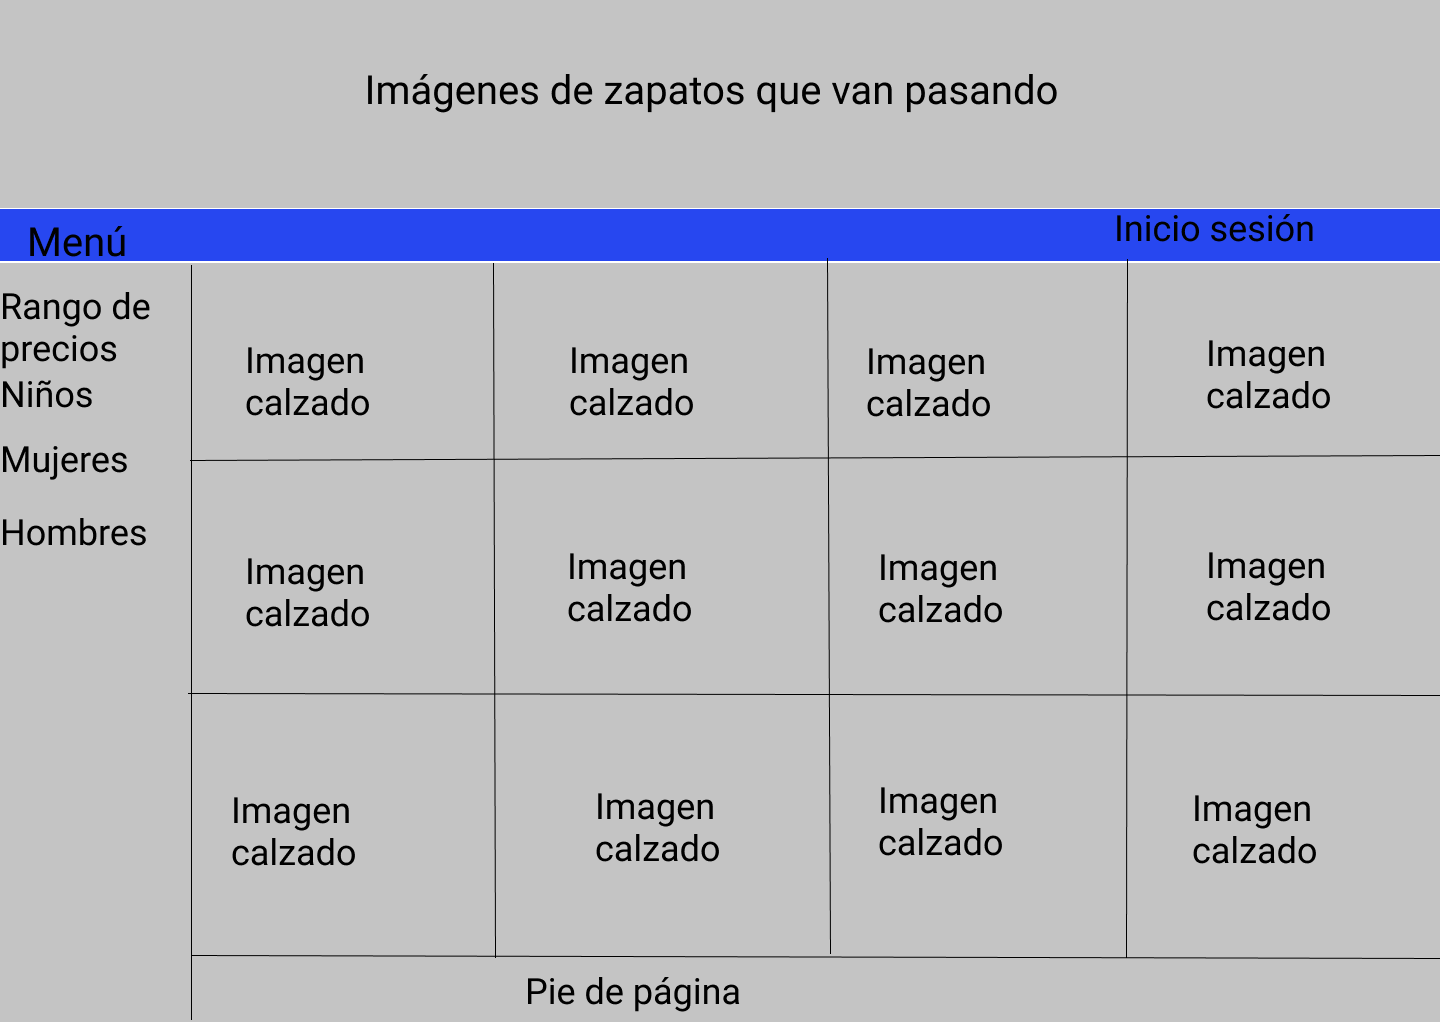 Imágenes de zapatos que van pasando
Menú
Inicio sesión
Rango de
precios
Niños
Mujeres
Hombres
Imagen
calzado
Imagen
calzado
Imagen
calzado
Imagen
calzado
Imagen
calzado
Imagen
calzado
Imagen
calzado
Imagen
calzado
Imagen
calzado
Imagen
calzado
Imagen
calzado
Imagen
calzado
Pie de página